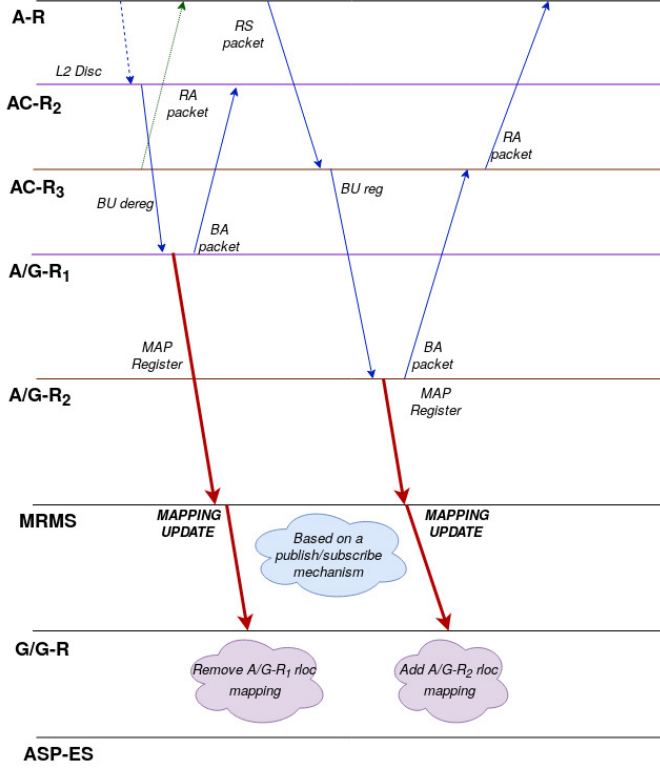 A-R
RS
packet
L2 Disc
AC-R2
RA
packet
RA
packet
AC-R3
BU reg
BU dereg
BA
packet
A/G-R1
MAP
Register
BA
packet
A/G-R2
MAP
Register
MRMS
MAPPING
UPDATE
MAPPING
UPDATE
Based on a
publish/subscribe
mechanism
G/G-R
Remove A/G-R1 rloc
mapping
Add A/G-R2 rloc
mapping
ASP-ES